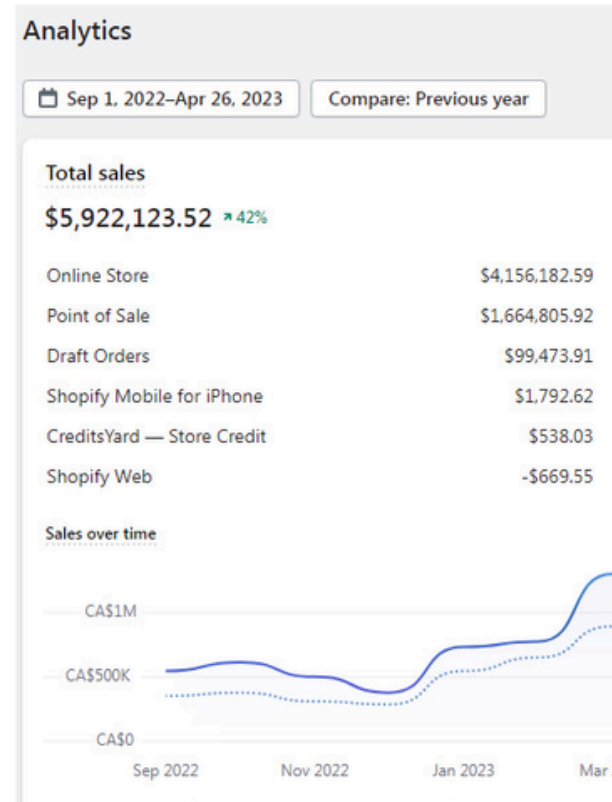 Analytics
Sep 1, 2022–Apr 26, 2023 Compare: Previous year
Total sales
$5,922,123.52 ↗ 42%
Online Store $4,156,182.59
Point of Sale $1,664,805.92
Draft Orders $99,473.91
Shopify Mobile for iPhone $1,792.62
CreditsYard — Store Credit $538.03
Shopify Web -$669.55
Sales over time
CA$1M
CA$500K
CA$0
Sep 2022 Nov 2022 Jan 2023 Mar